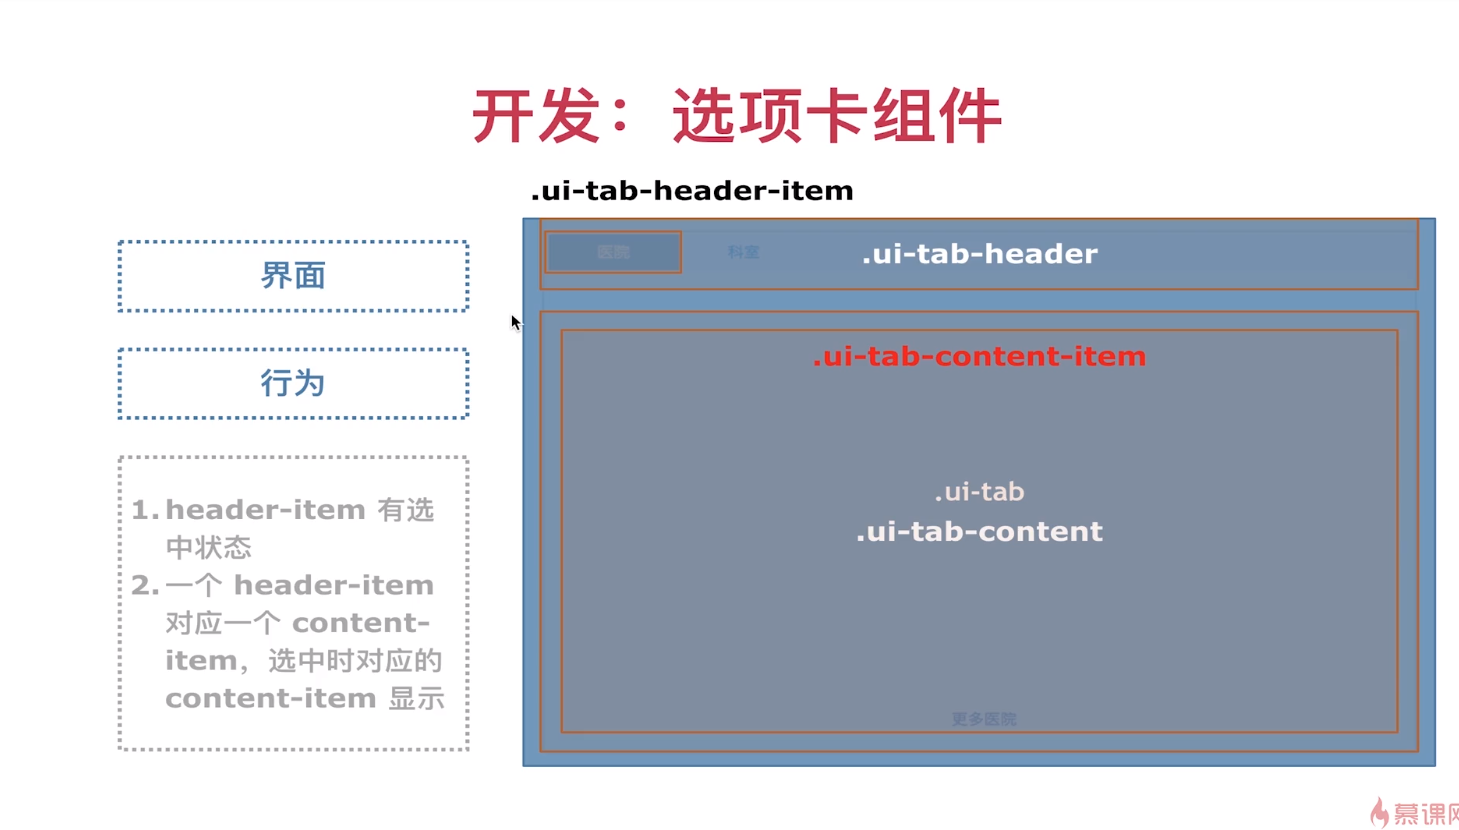 开发：选项卡组件
.ui-tab-header-item
界面
行为
1. header-item 有选
中状态
2. 一个 header-item
对应一个 content-
item，选中时对应的
content-item 显示
医院
科室
.ui-tab-header
.ui-tab-content-item
.ui-tab
.ui-tab-content
更多医院
慕课网